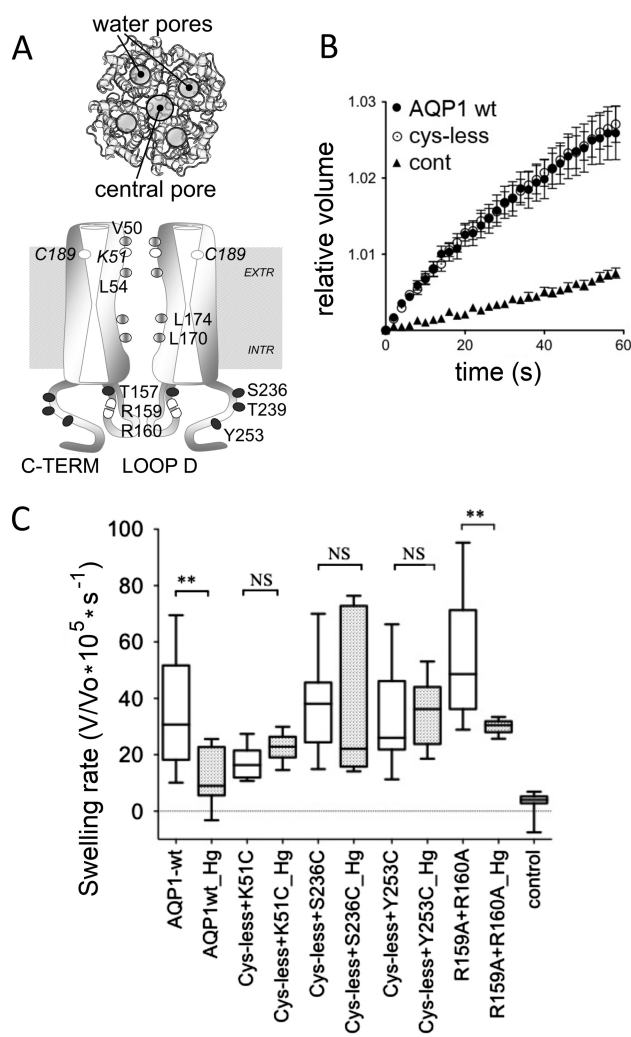 A
water pores
central pore
V50
C189
K51
C189
EXTR
L54
L174
L170
INTR
T157
S236
R159
T239
R160
Y253
C-TERM
LOOP D
B
AQP1 wt
cys-less
cont
relative volume
1.03
1.02
1.01
0
20
40
60
time (s)
C
Swelling rate (V/Vo*10⁵*s⁻¹)
100
80
60
40
20
0
**
NS
NS
NS
**
AQP1-wt
AQP1wt_Hg
Cys-less+K51C
Cys-less+K51C_Hg
Cys-less+S236C
Cys-less+S236C_Hg
Cys-less+Y253C
Cys-less+Y253C_Hg
R159A+R160A
R159A+R160A_Hg
control